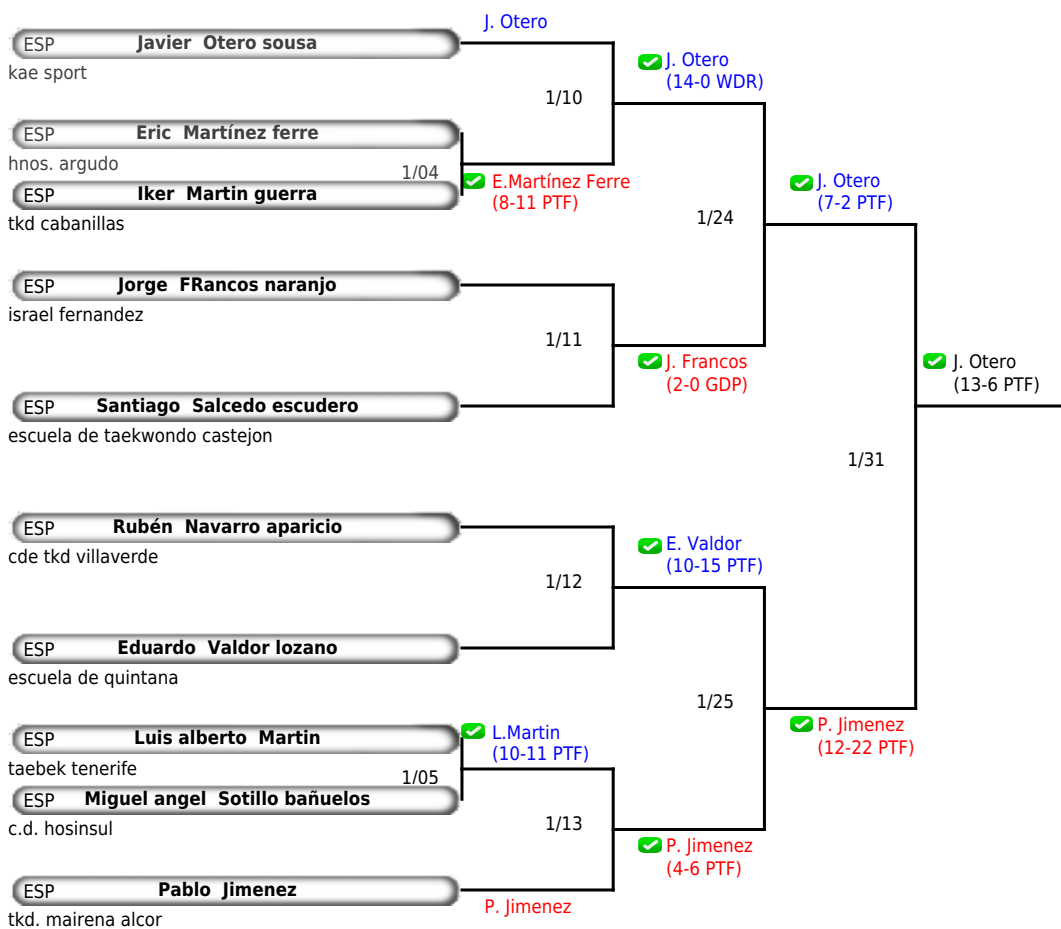 J. Otero
ESP Javier Otero sousa
kae sport
J. Otero
(14-0 WDR)
1/10
ESP Eric Martínez ferre
hnos. argudo
1/04
E.Martínez Ferre
(8-11 PTF)
ESP Iker Martin guerra
tkd cabanillas
J. Otero
(7-2 PTF)
1/24
ESP Jorge FRancos naranjo
israel fernandez
1/11
J. Francos
(2-0 GDP)
J. Otero
(13-6 PTF)
ESP Santiago Salcedo escudero
escuela de taekwondo castejon
1/31
ESP Rubén Navarro aparicio
cde tkd villaverde
E. Valdor
(10-15 PTF)
1/12
ESP Eduardo Valdor lozano
escuela de quintana
1/25
P. Jimenez
(12-22 PTF)
ESP Luis alberto Martin
taebek tenerife
L.Martin
(10-11 PTF)
1/05
ESP Miguel angel Sotillo bañuelos
c.d. hosinsul
1/13
P. Jimenez
(4-6 PTF)
ESP Pablo Jimenez
tkd. mairena alcor
P. Jimenez